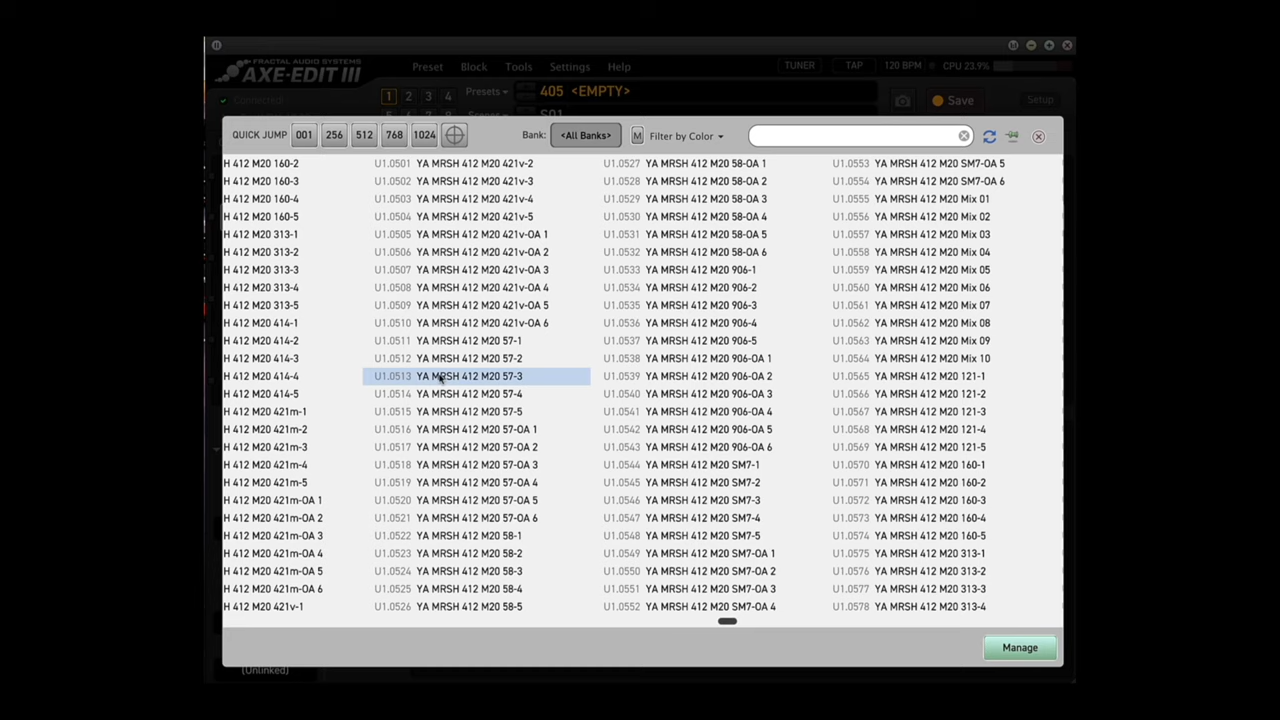 FRACTAL AUDIO SYSTEMS
AXE-EDIT III
Preset Block Tools Settings Help
TUNER TAP 120 BPM CPU 23.9%
Connected
1 2 3 4
Presets
405 <EMPTY>
Save
Setup
QUICK JUMP 001 256 512 768 1024
Bank: <All Banks> M Filter by Color
H 412 M20 160-2
H 412 M20 160-3
H 412 M20 160-4
H 412 M20 160-5
H 412 M20 313-1
H 412 M20 313-2
H 412 M20 313-3
H 412 M20 313-4
H 412 M20 313-5
H 412 M20 414-1
H 412 M20 414-2
H 412 M20 414-3
H 412 M20 414-4
H 412 M20 414-5
H 412 M20 421m-1
H 412 M20 421m-2
H 412 M20 421m-3
H 412 M20 421m-4
H 412 M20 421m-5
H 412 M20 421m-OA 1
H 412 M20 421m-OA 2
H 412 M20 421m-OA 3
H 412 M20 421m-OA 4
H 412 M20 421m-OA 5
H 412 M20 421m-OA 6
H 412 M20 421v-1
U1.0501 YA MRSH 412 M20 421v-2
U1.0502 YA MRSH 412 M20 421v-3
U1.0503 YA MRSH 412 M20 421v-4
U1.0504 YA MRSH 412 M20 421v-5
U1.0505 YA MRSH 412 M20 421v-OA 1
U1.0506 YA MRSH 412 M20 421v-OA 2
U1.0507 YA MRSH 412 M20 421v-OA 3
U1.0508 YA MRSH 412 M20 421v-OA 4
U1.0509 YA MRSH 412 M20 421v-OA 5
U1.0510 YA MRSH 412 M20 421v-OA 6
U1.0511 YA MRSH 412 M20 57-1
U1.0512 YA MRSH 412 M20 57-2
U1.0513 YA MRSH 412 M20 57-3
U1.0514 YA MRSH 412 M20 57-4
U1.0515 YA MRSH 412 M20 57-5
U1.0516 YA MRSH 412 M20 57-OA 1
U1.0517 YA MRSH 412 M20 57-OA 2
U1.0518 YA MRSH 412 M20 57-OA 3
U1.0519 YA MRSH 412 M20 57-OA 4
U1.0520 YA MRSH 412 M20 57-OA 5
U1.0521 YA MRSH 412 M20 57-OA 6
U1.0522 YA MRSH 412 M20 58-1
U1.0523 YA MRSH 412 M20 58-2
U1.0524 YA MRSH 412 M20 58-3
U1.0525 YA MRSH 412 M20 58-4
U1.0526 YA MRSH 412 M20 58-5
U1.0527 YA MRSH 412 M20 58-OA 1
U1.0528 YA MRSH 412 M20 58-OA 2
U1.0529 YA MRSH 412 M20 58-OA 3
U1.0530 YA MRSH 412 M20 58-OA 4
U1.0531 YA MRSH 412 M20 58-OA 5
U1.0532 YA MRSH 412 M20 58-OA 6
U1.0533 YA MRSH 412 M20 906-1
U1.0534 YA MRSH 412 M20 906-2
U1.0535 YA MRSH 412 M20 906-3
U1.0536 YA MRSH 412 M20 906-4
U1.0537 YA MRSH 412 M20 906-5
U1.0538 YA MRSH 412 M20 906-OA 1
U1.0539 YA MRSH 412 M20 906-OA 2
U1.0540 YA MRSH 412 M20 906-OA 3
U1.0541 YA MRSH 412 M20 906-OA 4
U1.0542 YA MRSH 412 M20 906-OA 5
U1.0543 YA MRSH 412 M20 906-OA 6
U1.0544 YA MRSH 412 M20 SM7-1
U1.0545 YA MRSH 412 M20 SM7-2
U1.0546 YA MRSH 412 M20 SM7-3
U1.0547 YA MRSH 412 M20 SM7-4
U1.0548 YA MRSH 412 M20 SM7-5
U1.0549 YA MRSH 412 M20 SM7-OA 1
U1.0550 YA MRSH 412 M20 SM7-OA 2
U1.0551 YA MRSH 412 M20 SM7-OA 3
U1.0552 YA MRSH 412 M20 SM7-OA 4
U1.0553 YA MRSH 412 M20 SM7-OA 5
U1.0554 YA MRSH 412 M20 SM7-OA 6
U1.0555 YA MRSH 412 M20 Mix 01
U1.0556 YA MRSH 412 M20 Mix 02
U1.0557 YA MRSH 412 M20 Mix 03
U1.0558 YA MRSH 412 M20 Mix 04
U1.0559 YA MRSH 412 M20 Mix 05
U1.0560 YA MRSH 412 M20 Mix 06
U1.0561 YA MRSH 412 M20 Mix 07
U1.0562 YA MRSH 412 M20 Mix 08
U1.0563 YA MRSH 412 M20 Mix 09
U1.0564 YA MRSH 412 M20 Mix 10
U1.0565 YA MRSH 412 M20 121-1
U1.0566 YA MRSH 412 M20 121-2
U1.0567 YA MRSH 412 M20 121-3
U1.0568 YA MRSH 412 M20 121-4
U1.0569 YA MRSH 412 M20 121-5
U1.0570 YA MRSH 412 M20 160-1
U1.0571 YA MRSH 412 M20 160-2
U1.0572 YA MRSH 412 M20 160-3
U1.0573 YA MRSH 412 M20 160-4
U1.0574 YA MRSH 412 M20 160-5
U1.0575 YA MRSH 412 M20 313-1
U1.0576 YA MRSH 412 M20 313-2
U1.0577 YA MRSH 412 M20 313-3
U1.0578 YA MRSH 412 M20 313-4
Manage
(Unlinked)